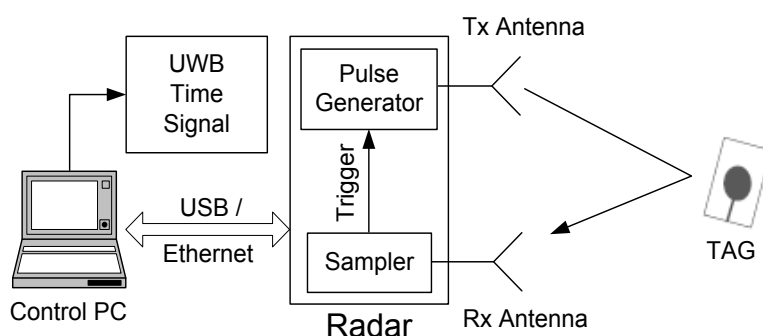 Tx Antenna
UWB
Time
Signal
Pulse
Generator
Trigger
USB /
Ethernet
Sampler
TAG
Control PC
Radar
Rx Antenna